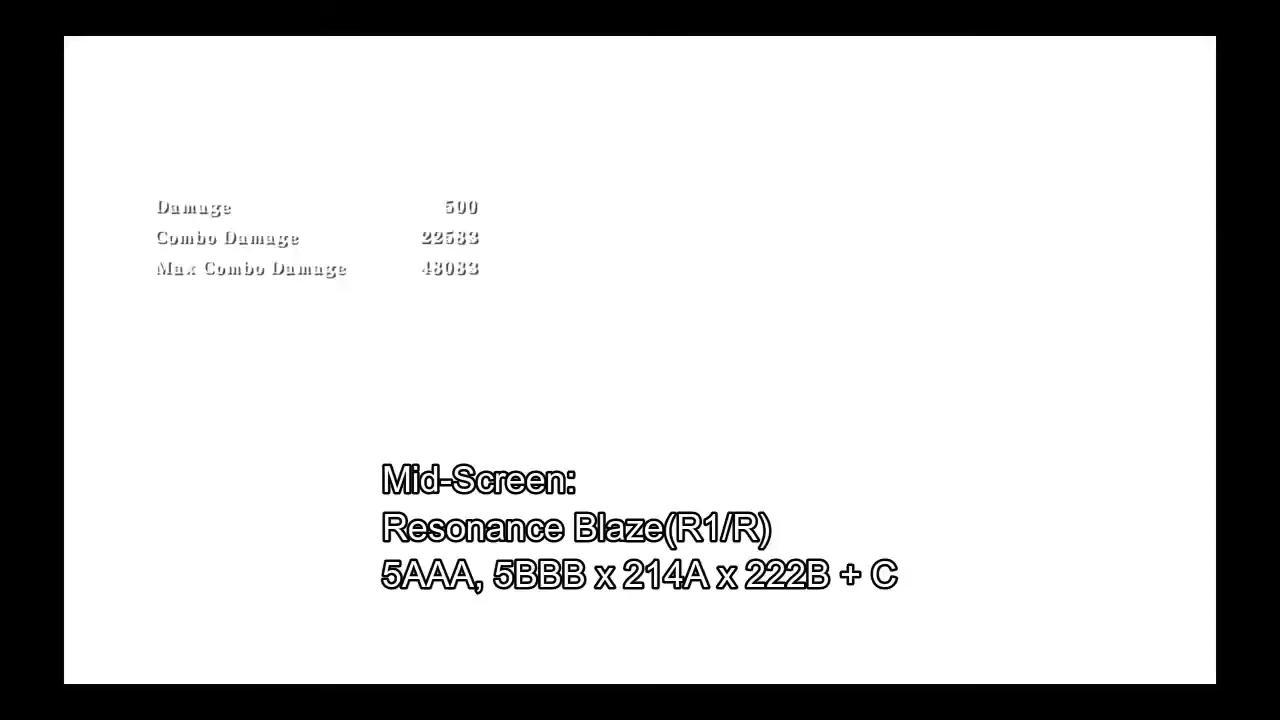 Damage 500
Combo Damage 22583
Max Combo Damage 48083
Mid-Screen:
Resonance Blaze(R1/R)
5AAA, 5BBB x 214A x 222B + C